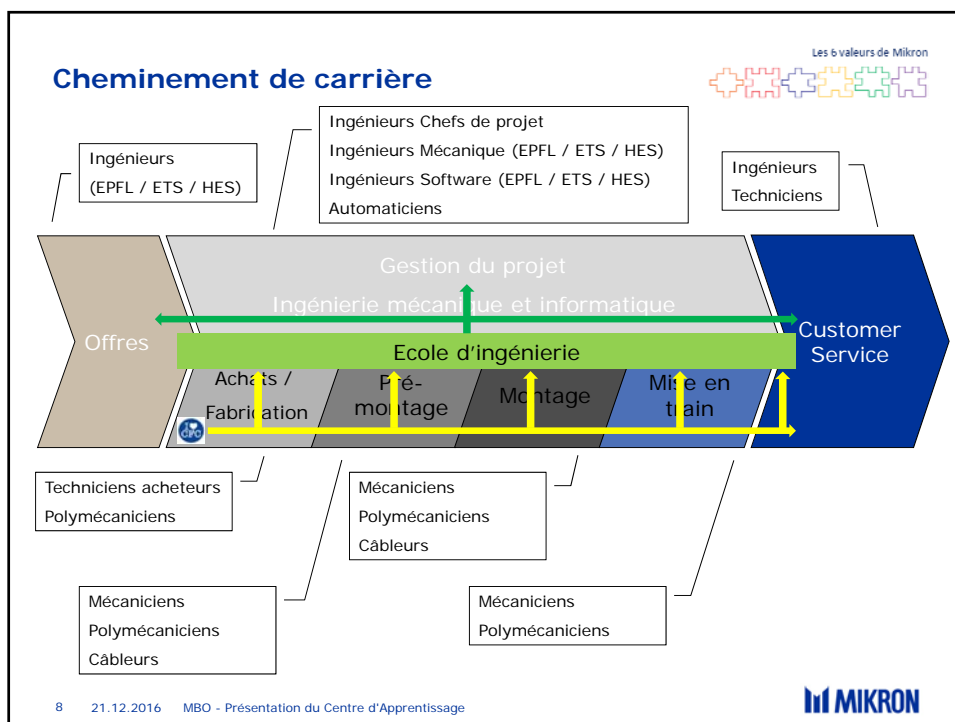 Les 6 valeurs de Mikron
Cheminement de carrière
Ingénieurs Chefs de projet
Ingénieurs Mécanique (EPFL / ETS / HES)
Ingénieurs Software (EPFL / ETS / HES)
Automaticiens
Ingénieurs
(EPFL / ETS / HES)
Ingénieurs
Techniciens
Gestion du projet
Ingénierie mécanique et informatique
Offres
Customer
Service
Ecole d'ingénierie
Achats /
Fabrication
Pré-
montage
Montage
Mise en
train
Techniciens acheteurs
Polymécaniciens
Mécaniciens
Polymécaniciens
Câbleurs
Mécaniciens
Polymécaniciens
Câbleurs
Mécaniciens
Polymécaniciens
8 21.12.2016 MBO - Présentation du Centre d'Apprentissage
MIKRON